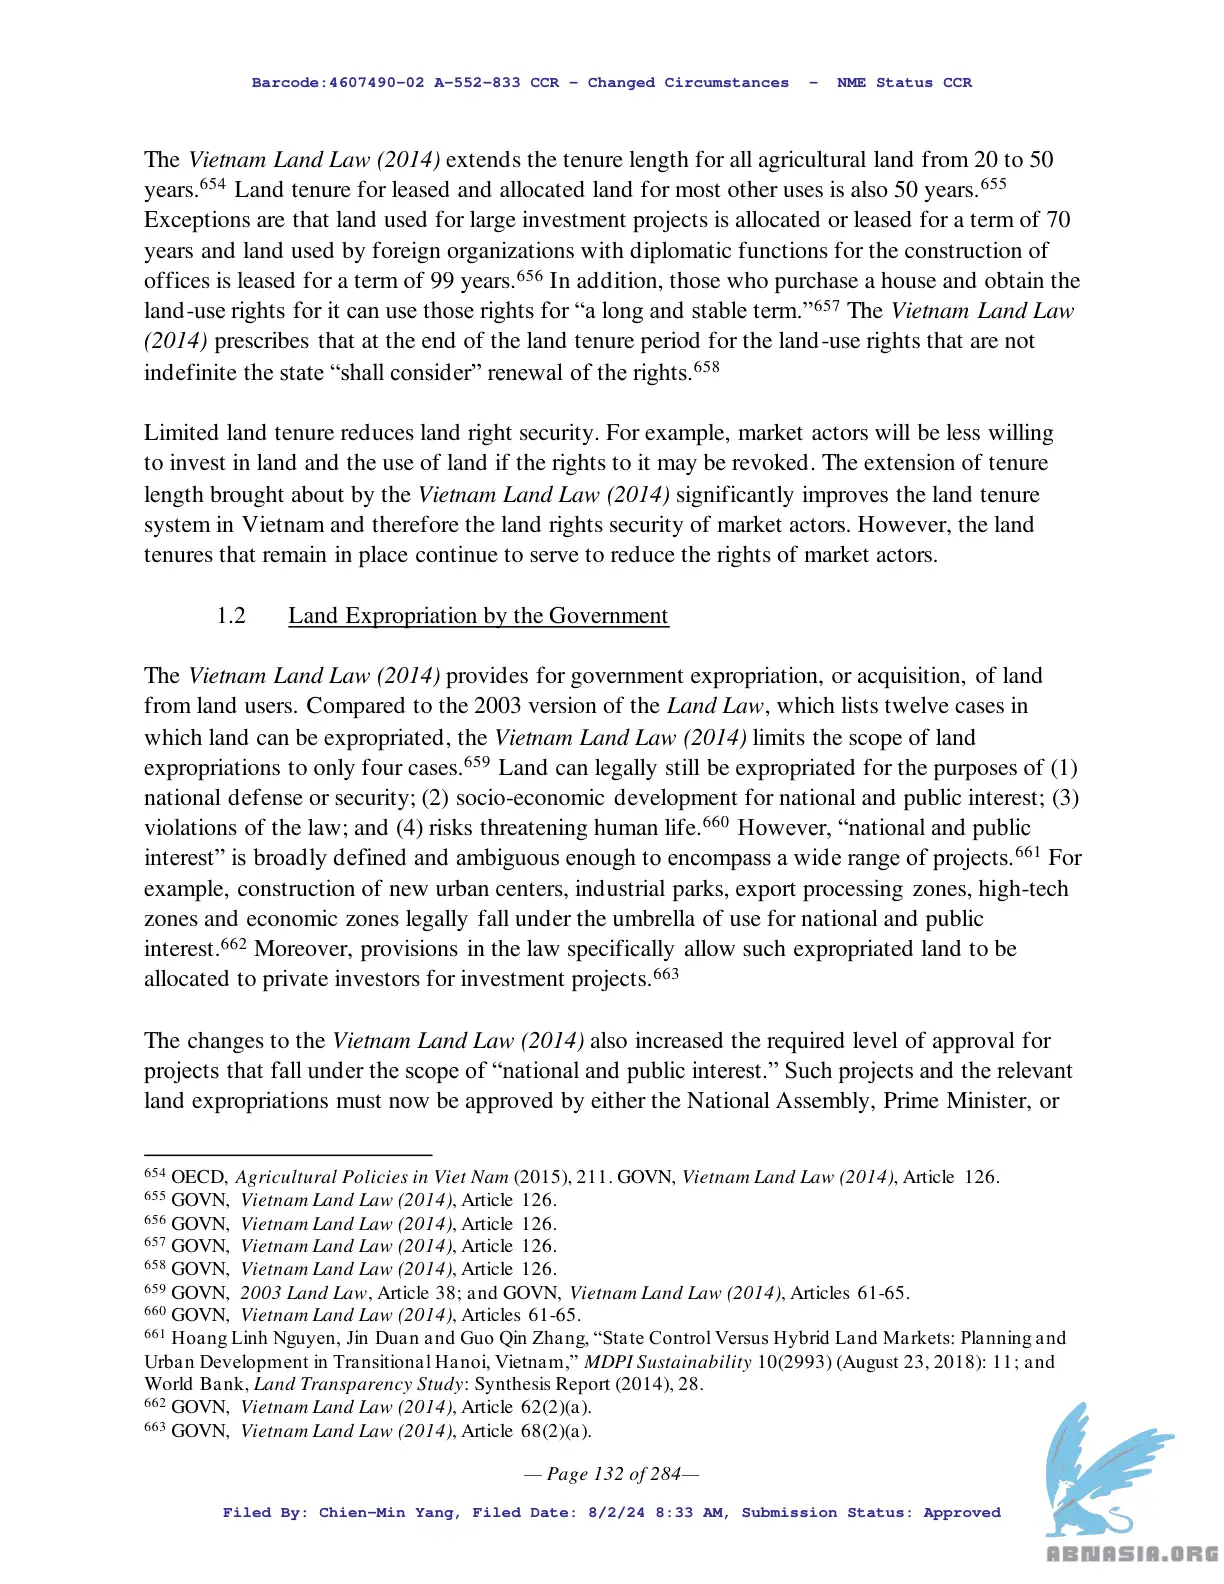 Barcode:4607490-02 A-552-833 CCR - Changed Circumstances - NME Status CCR
The Vietnam Land Law (2014) extends the tenure length for all agricultural land from 20 to 50
years.654 Land tenure for leased and allocated land for most other uses is also 50 years.655
Exceptions are that land used for large investment projects is allocated or leased for a term of 70
years and land used by foreign organizations with diplomatic functions for the construction of
offices is leased for a term of 99 years.656 In addition, those who purchase a house and obtain the
land-use rights for it can use those rights for “a long and stable term.”657 The Vietnam Land Law
(2014) prescribes that at the end of the land tenure period for the land-use rights that are not
indefinite the state “shall consider” renewal of the rights.658
Limited land tenure reduces land right security. For example, market actors will be less willing
to invest in land and the use of land if the rights to it may be revoked. The extension of tenure
length brought about by the Vietnam Land Law (2014) significantly improves the land tenure
system in Vietnam and therefore the land rights security of market actors. However, the land
tenures that remain in place continue to serve to reduce the rights of market actors.
1.2 Land Expropriation by the Government
The Vietnam Land Law (2014) provides for government expropriation, or acquisition, of land
from land users. Compared to the 2003 version of the Land Law, which lists twelve cases in
which land can be expropriated, the Vietnam Land Law (2014) limits the scope of land
expropriations to only four cases.659 Land can legally still be expropriated for the purposes of (1)
national defense or security; (2) socio-economic development for national and public interest; (3)
violations of the law; and (4) risks threatening human life.660 However, “national and public
interest” is broadly defined and ambiguous enough to encompass a wide range of projects.661 For
example, construction of new urban centers, industrial parks, export processing zones, high-tech
zones and economic zones legally fall under the umbrella of use for national and public
interest.662 Moreover, provisions in the law specifically allow such expropriated land to be
allocated to private investors for investment projects.663
The changes to the Vietnam Land Law (2014) also increased the required level of approval for
projects that fall under the scope of “national and public interest.” Such projects and the relevant
land expropriations must now be approved by either the National Assembly, Prime Minister, or
654 OECD, Agricultural Policies in Viet Nam (2015), 211. GOVN, Vietnam Land Law (2014), Article 126.
655 GOVN, Vietnam Land Law (2014), Article 126.
656 GOVN, Vietnam Land Law (2014), Article 126.
657 GOVN, Vietnam Land Law (2014), Article 126.
658 GOVN, Vietnam Land Law (2014), Article 126.
659 GOVN, 2003 Land Law, Article 38; and GOVN, Vietnam Land Law (2014), Articles 61-65.
660 GOVN, Vietnam Land Law (2014), Articles 61-65.
661 Hoang Linh Nguyen, Jin Duan and Guo Qin Zhang, “State Control Versus Hybrid Land Markets: Planning and
Urban Development in Transitional Hanoi, Vietnam,” MDPI Sustainability 10(2993) (August 23, 2018): 11; and
World Bank, Land Transparency Study: Synthesis Report (2014), 28.
662 GOVN, Vietnam Land Law (2014), Article 62(2)(a).
663 GOVN, Vietnam Land Law (2014), Article 68(2)(a).
— Page 132 of 284—
Filed By: Chien-Min Yang, Filed Date: 8/2/24 8:33 AM, Submission Status: Approved
ABNASIA.ORG